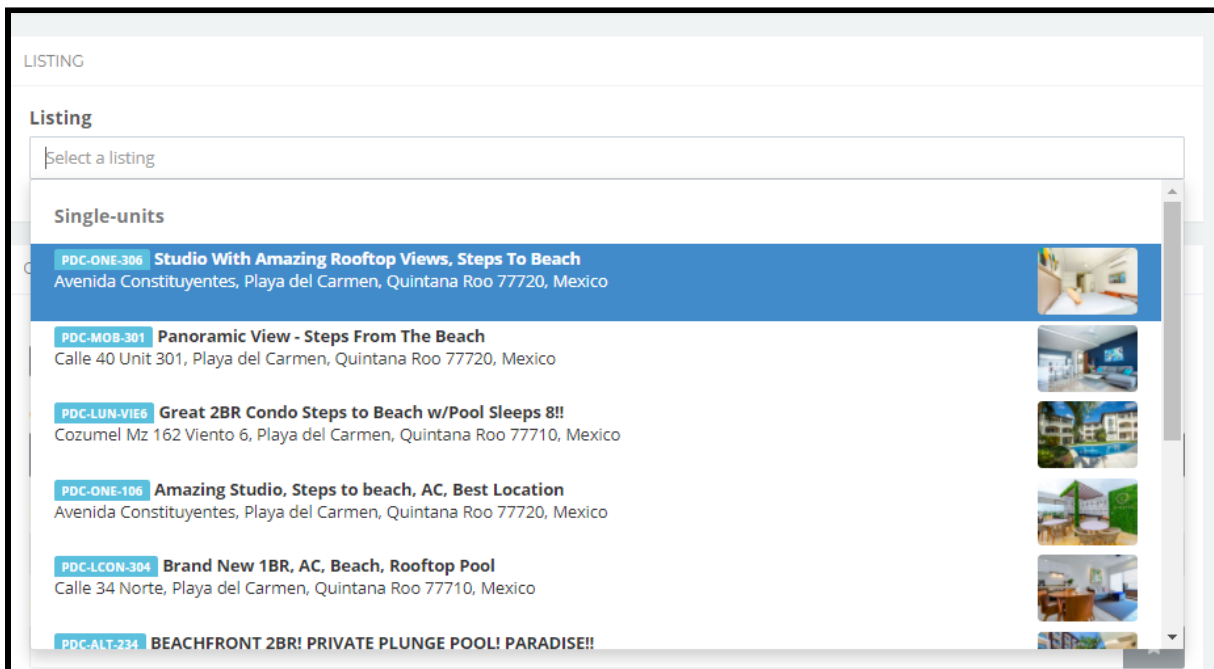 LISTING
Listing
Select a listing
Single-units
PDC-ONE-306 Studio With Amazing Rooftop Views, Steps To Beach
Avenida Constituyentes, Playa del Carmen, Quintana Roo 77720, Mexico
PDC-MOB-301 Panoramic View - Steps From The Beach
Calle 40 Unit 301, Playa del Carmen, Quintana Roo 77720, Mexico
PDC-LUN-VIE6 Great 2BR Condo Steps to Beach w/Pool Sleeps 8!!
Cozumel Mz 162 Viento 6, Playa del Carmen, Quintana Roo 77710, Mexico
PDC-ONE-106 Amazing Studio, Steps to beach, AC, Best Location
Avenida Constituyentes, Playa del Carmen, Quintana Roo 77720, Mexico
PDC-LCON-304 Brand New 1BR, AC, Beach, Rooftop Pool
Calle 34 Norte, Playa del Carmen, Quintana Roo 77710, Mexico
PDC-ALT-234 BEACHFRONT 2BR! PRIVATE PLUNGE POOL! PARADISE!!